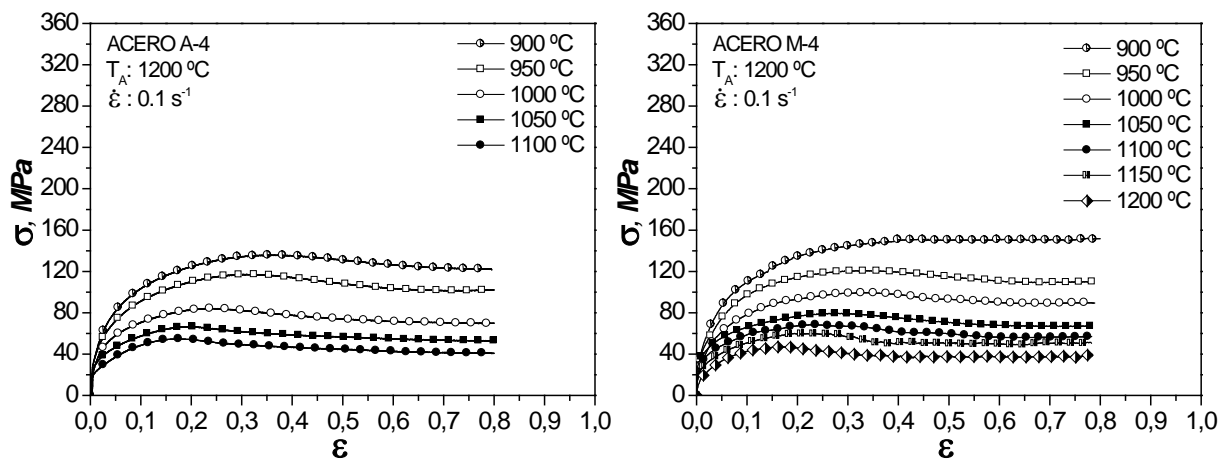 360
320
280
240
200
160
120
80
40
0
σ, MPa
ACERO A-4
T_A: 1200 ºC
ε̇ : 0.1 s⁻¹
900 ºC
950 ºC
1000 ºC
1050 ºC
1100 ºC
0,0 0,1 0,2 0,3 0,4 0,5 0,6 0,7 0,8 0,9 1,0
ε
360
320
280
240
200
160
120
80
40
0
σ, MPa
ACERO M-4
T_A: 1200 ºC
ε̇ : 0.1 s⁻¹
900 ºC
950 ºC
1000 ºC
1050 ºC
1100 ºC
1150 ºC
1200 ºC
0,0 0,1 0,2 0,3 0,4 0,5 0,6 0,7 0,8 0,9 1,0
ε